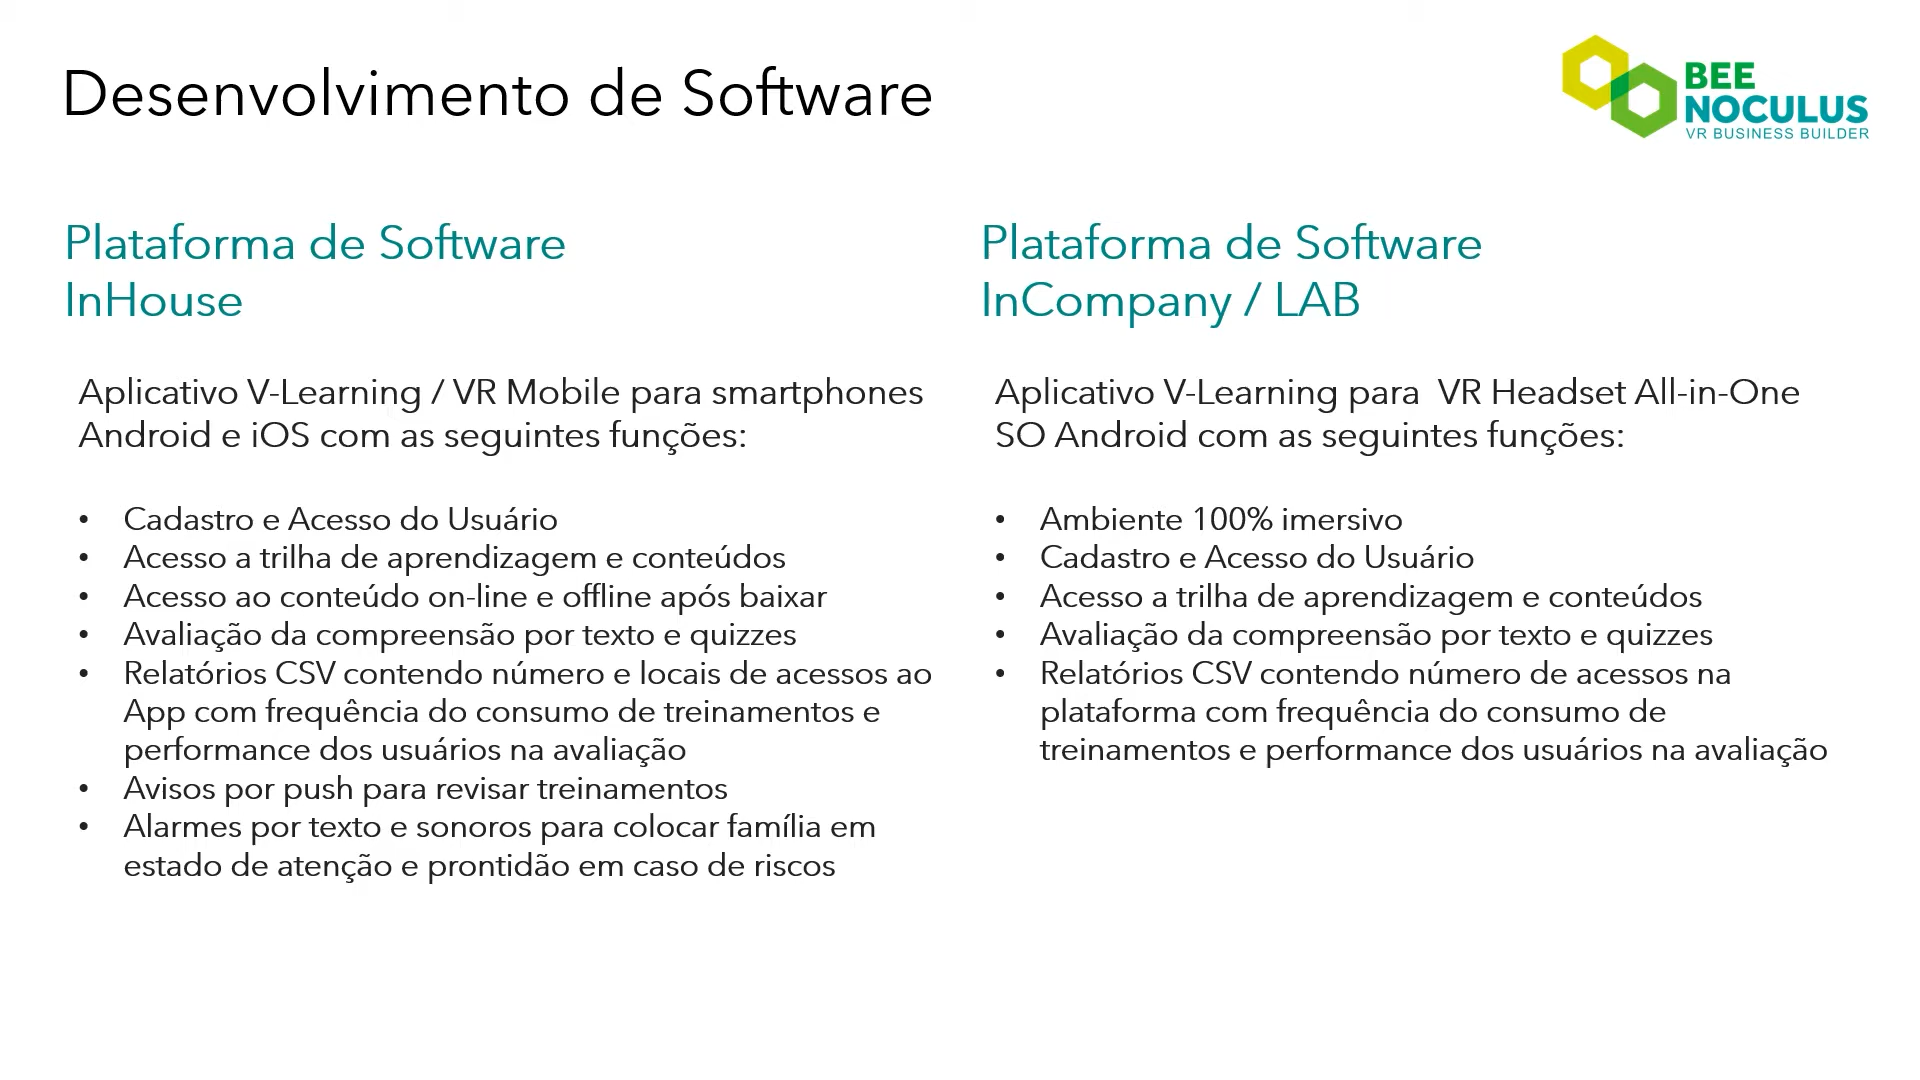 Desenvolvimento de Software
BEE
NOCULUS
VR BUSINESS BUILDER
Plataforma de Software
InHouse
Aplicativo V-Learning / VR Mobile para smartphones
Android e iOS com as seguintes funções:
• Cadastro e Acesso do Usuário
• Acesso a trilha de aprendizagem e conteúdos
• Acesso ao conteúdo on-line e offline após baixar
• Avaliação da compreensão por texto e quizzes
• Relatórios CSV contendo número e locais de acessos ao
App com frequência do consumo de treinamentos e
performance dos usuários na avaliação
• Avisos por push para revisar treinamentos
• Alarmes por texto e sonoros para colocar família em
estado de atenção e prontidão em caso de riscos
Plataforma de Software
InCompany / LAB
Aplicativo V-Learning para VR Headset All-in-One
SO Android com as seguintes funções:
• Ambiente 100% imersivo
• Cadastro e Acesso do Usuário
• Acesso a trilha de aprendizagem e conteúdos
• Avaliação da compreensão por texto e quizzes
• Relatórios CSV contendo número de acessos na
plataforma com frequência do consumo de
treinamentos e performance dos usuários na avaliação